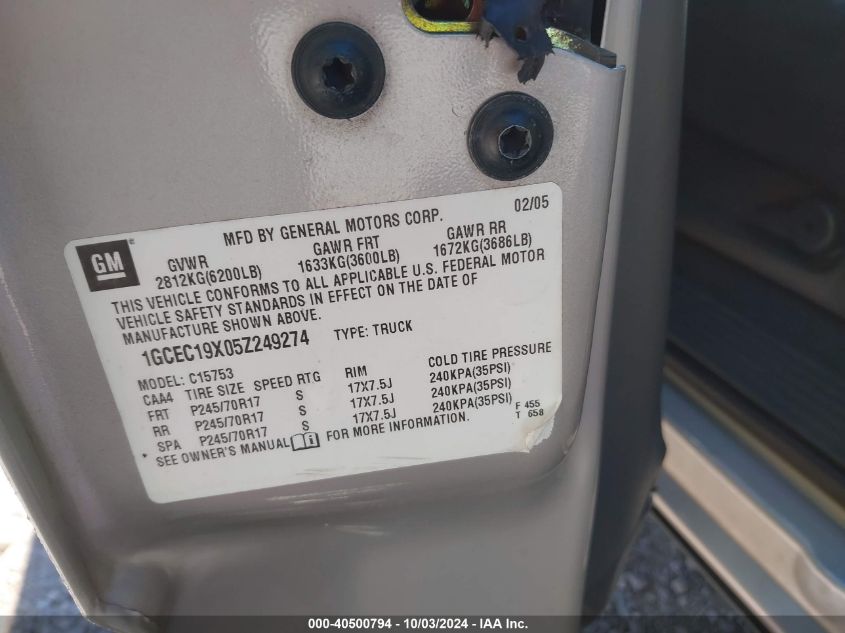 MFD BY GENERAL MOTORS CORP. 02/05
GM
GVWR GAWR FRT GAWR RR
2812KG(6200LB) 1633KG(3600LB) 1672KG(3686LB)
THIS VEHICLE CONFORMS TO ALL APPLICABLE U.S. FEDERAL MOTOR
VEHICLE SAFETY STANDARDS IN EFFECT ON THE DATE OF
MANUFACTURE SHOWN ABOVE.
1GCEC19X05Z249274 TYPE: TRUCK
MODEL: C15753
CAA4 TIRE SIZE SPEED RTG RIM COLD TIRE PRESSURE
FRT P245/70R17 S 17X7.5J 240KPA(35PSI)
RR P245/70R17 S 17X7.5J 240KPA(35PSI)
SPA P245/70R17 S 17X7.5J 240KPA(35PSI)
* SEE OWNER'S MANUAL FOR MORE INFORMATION.
F 455
T 658
000-40500794 - 10/03/2024 - IAA Inc.